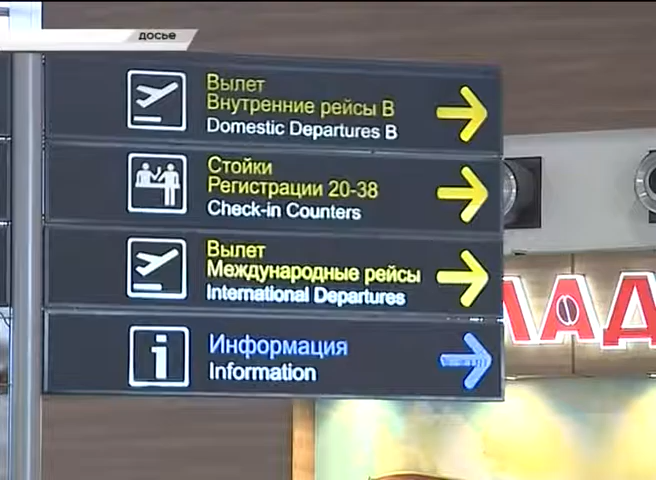 досье
Вылет
Внутренние рейсы В
Domestic Departures B
Стойки
Регистрации 20-38
Check-in Counters
Вылет
Международные рейсы
International Departures
i Информация
Information